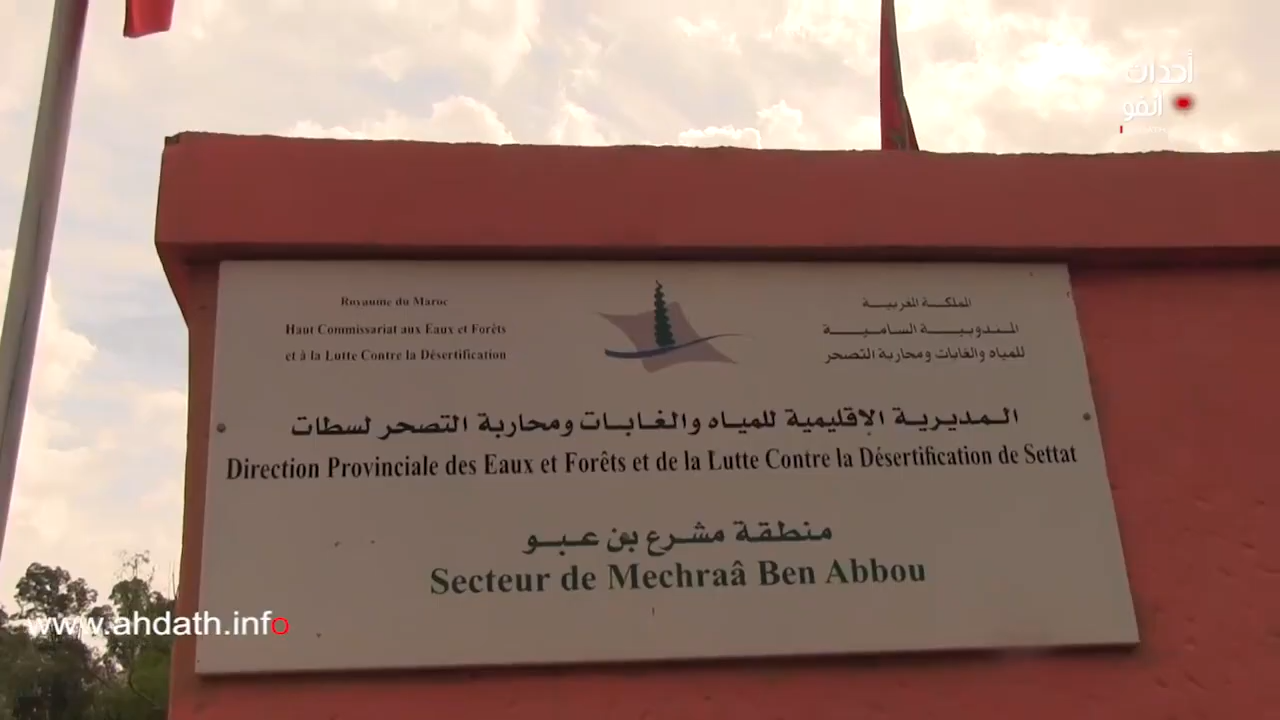 أحداث
أنفو
Royaume du Maroc
Haut Commissariat aux Eaux et Forêts
et à la Lutte Contre la Désertification
المملكة المغربية
المندوبية السامية
للمياه والغابات ومحاربة التصحر
المديرية الإقليمية للمياه والغابات ومحاربة التصحر لسطات
Direction Provinciale des Eaux et Forêts et de la Lutte Contre la Désertification de Settat
منطقة مشرع بن عبو
Secteur de Mechraâ Ben Abbou
www.ahdath.info